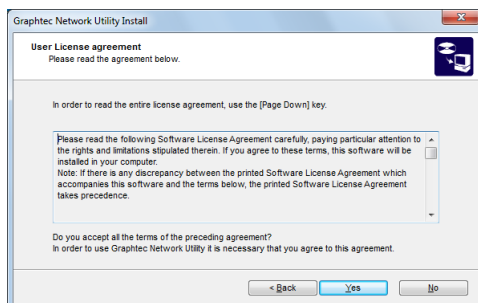 Graphtec Network Utility Install
User License agreement
Please read the agreement below.
In order to read the entire license agreement, use the [Page Down] key.
Please read the following Software License Agreement carefully, paying particular attention to
the rights and limitations stipulated therein. If you agree to these terms, this software will be
installed in your computer.
Note: If there is any discrepancy between the printed Software License Agreement which
accompanies this software and the terms below, the printed Software License Agreement
takes precedence.
Do you accept all the terms of the preceding agreement?
In order to use Graphtec Network Utility it is necessary that you agree to this agreement.
< Back Yes No